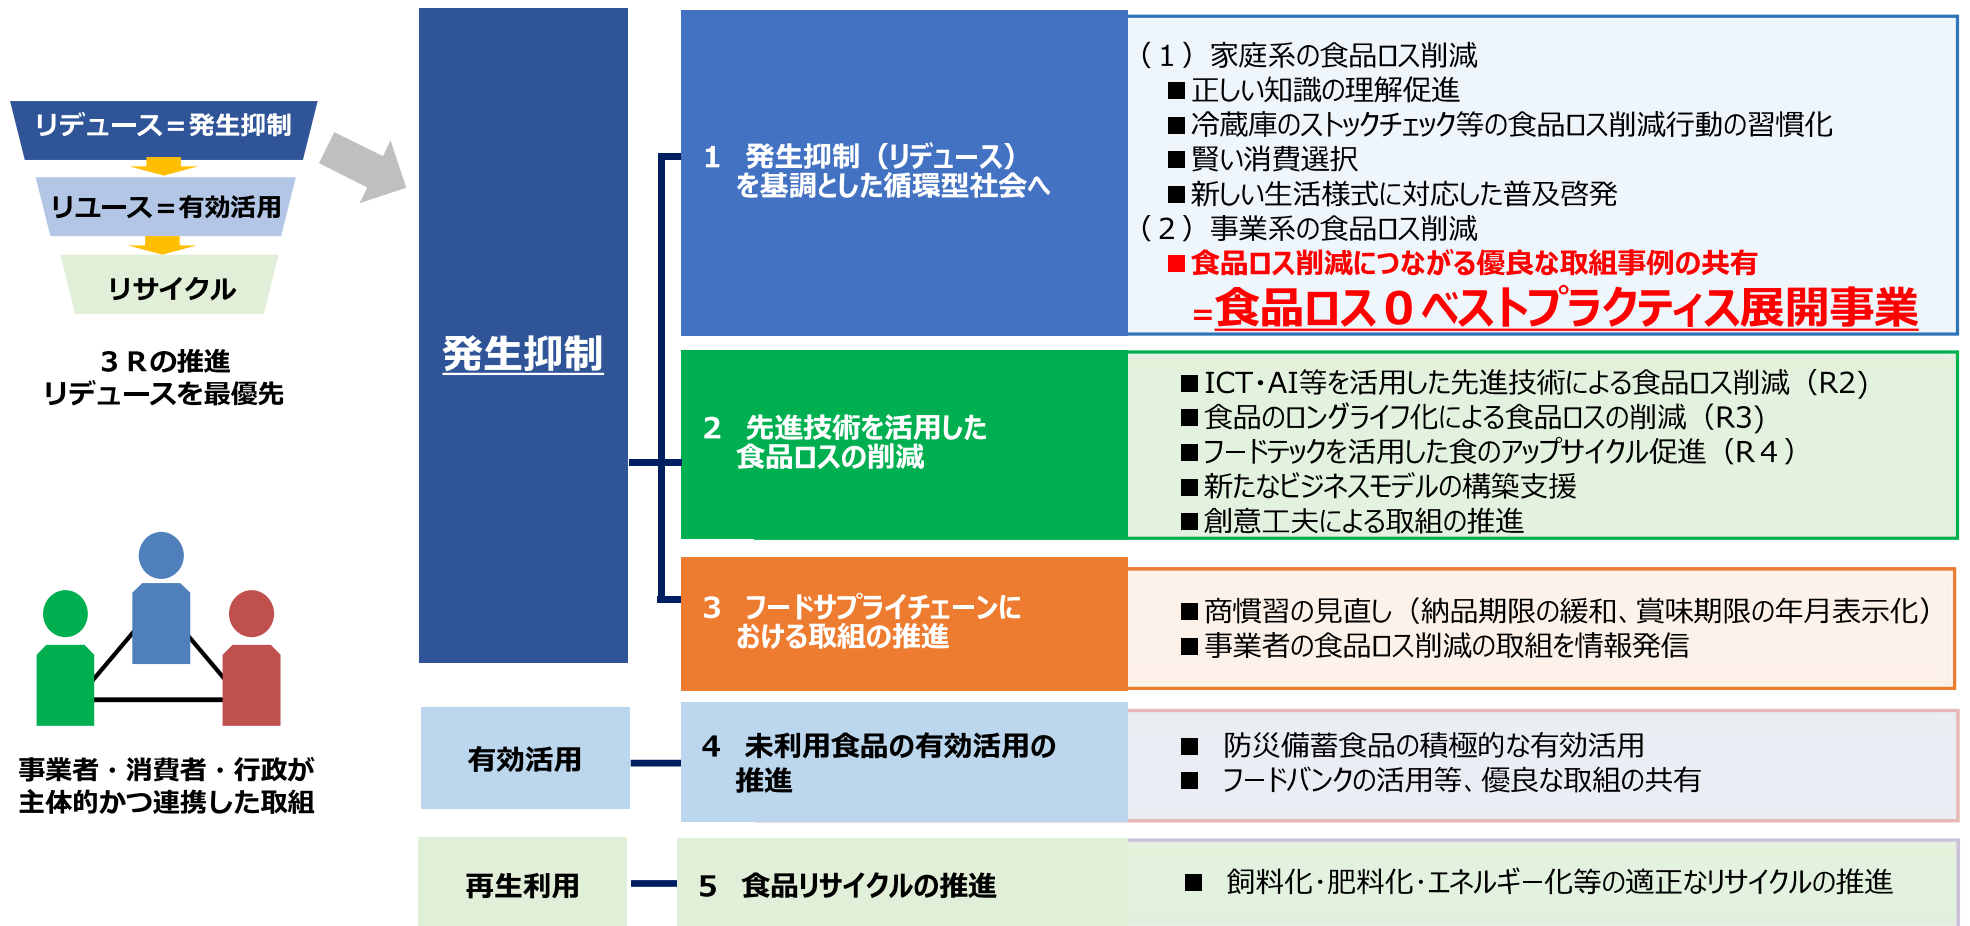 リデュース＝発生抑制
リユース＝有効活用
リサイクル
３Ｒの推進
リデュースを最優先
事業者・消費者・行政が
主体的かつ連携した取組
発生抑制
１　発生抑制（リデュース）
を基調とした循環型社会へ
（１）家庭系の食品ロス削減
■正しい知識の理解促進
■冷蔵庫のストックチェック等の食品ロス削減行動の習慣化
■賢い消費選択
■新しい生活様式に対応した普及啓発
（２）事業系の食品ロス削減
■食品ロス削減につながる優良な取組事例の共有
=食品ロス０ベストプラクティス展開事業
２　先進技術を活用した
食品ロスの削減
■ICT・AI等を活用した先進技術による食品ロス削減（R2)
■食品のロングライフ化による食品ロスの削減（R3)
■フードテックを活用した食のアップサイクル促進（R４）
■新たなビジネスモデルの構築支援
■創意工夫による取組の推進
３　フードサプライチェーンに
おける取組の推進
■商慣習の見直し（納品期限の緩和、賞味期限の年月表示化）
■事業者の食品ロス削減の取組を情報発信
有効活用
４　未利用食品の有効活用の
推進
■　防災備蓄食品の積極的な有効活用
■　フードバンクの活用等、優良な取組の共有
再生利用
５　食品リサイクルの推進
■　飼料化・肥料化・エネルギー化等の適正なリサイクルの推進